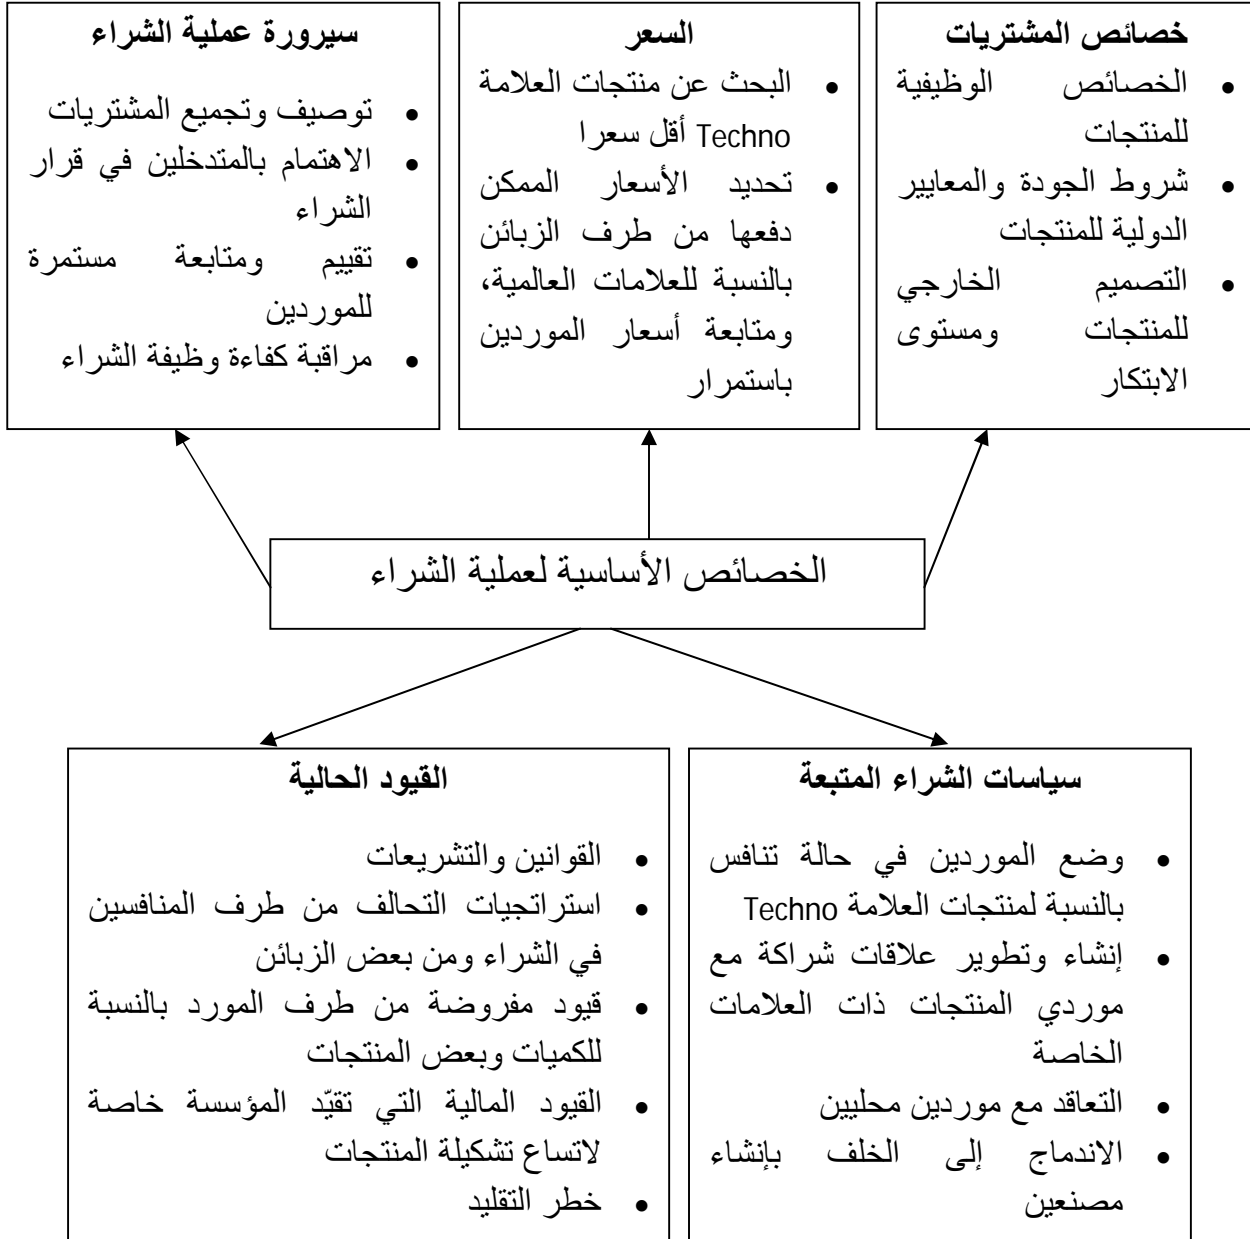 خصائص المشتريات
• الخصائص الوظيفية
للمنتجات
• شروط الجودة والمعايير
الدولية للمنتجات
• التصميم الخارجي
للمنتجات ومستوى
الابتكار
السعر
• البحث عن منتجات العلامة
Techno أقل سعرا
• تحديد الأسعار الممكن
دفعها من طرف الزبائن
بالنسبة للعلامات العالمية،
ومتابعة أسعار الموردين
باستمرار
سيرورة عملية الشراء
• توصيف وتجميع المشتريات
• الاهتمام بالمتدخلين في قرار
الشراء
• تقييم ومتابعة مستمرة
للموردين
• مراقبة كفاءة وظيفة الشراء
الخصائص الأساسية لعملية الشراء
سياسات الشراء المتبعة
• وضع الموردين في حالة تنافس
بالنسبة لمنتجات العلامة Techno
• إنشاء وتطوير علاقات شراكة مع
موردي المنتجات ذات العلامات
الخاصة
• التعاقد مع موردين محليين
• الاندماج إلى الخلف بإنشاء
مصنعين
القيود الحالية
• القوانين والتشريعات
• استراتجيات التحالف من طرف المنافسين
في الشراء ومن بعض الزبائن
• قيود مفروضة من طرف المورد بالنسبة
للكميات وبعض المنتجات
• القيود المالية التي تقيّد المؤسسة خاصة
لاتساع تشكيلة المنتجات
• خطر التقليد